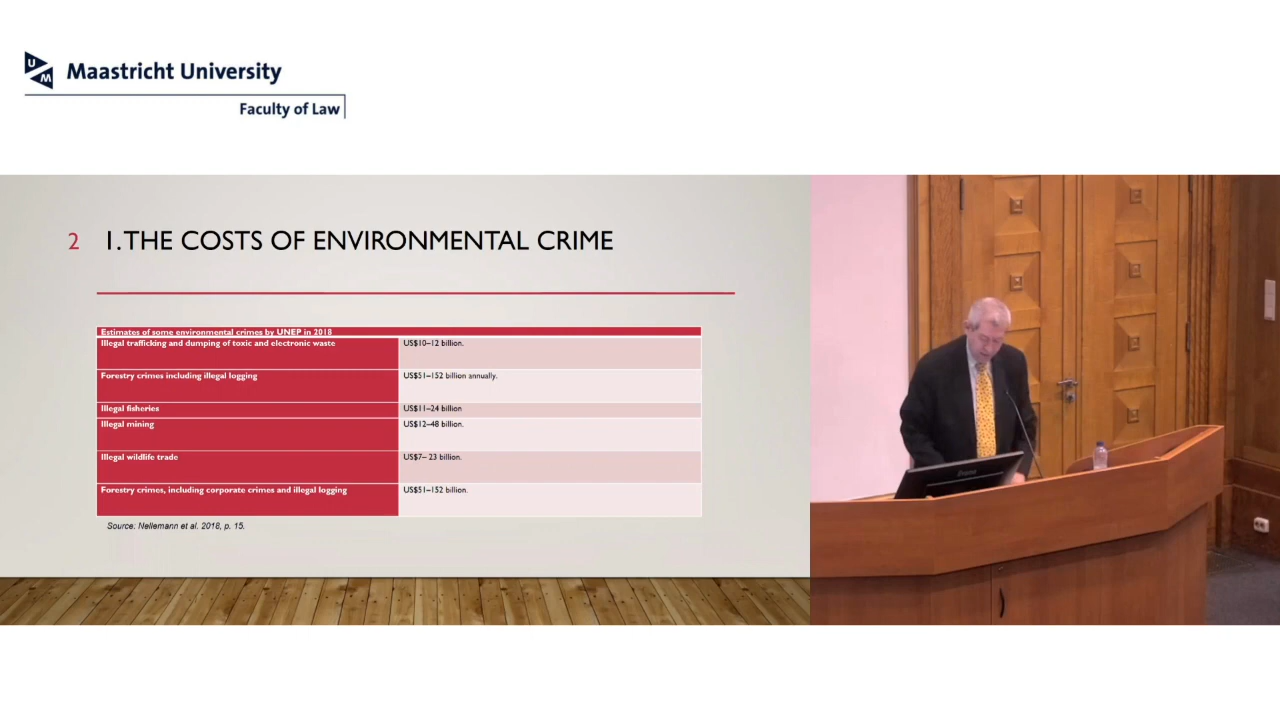 U
M
Maastricht University
Faculty of Law
2
1. THE COSTS OF ENVIRONMENTAL CRIME
Estimates of some environmental crimes by UNEP in 2018
Illegal trafficking and dumping of toxic and electronic waste
US$10–12 billion.
Forestry crimes including illegal logging
US$51–152 billion annually.
Illegal fisheries
US$11–24 billion
Illegal mining
US$12–48 billion.
Illegal wildlife trade
US$7– 23 billion.
Forestry crimes, including corporate crimes and illegal logging
US$51–152 billion.
Source: Nellemann et al. 2018, p. 15.